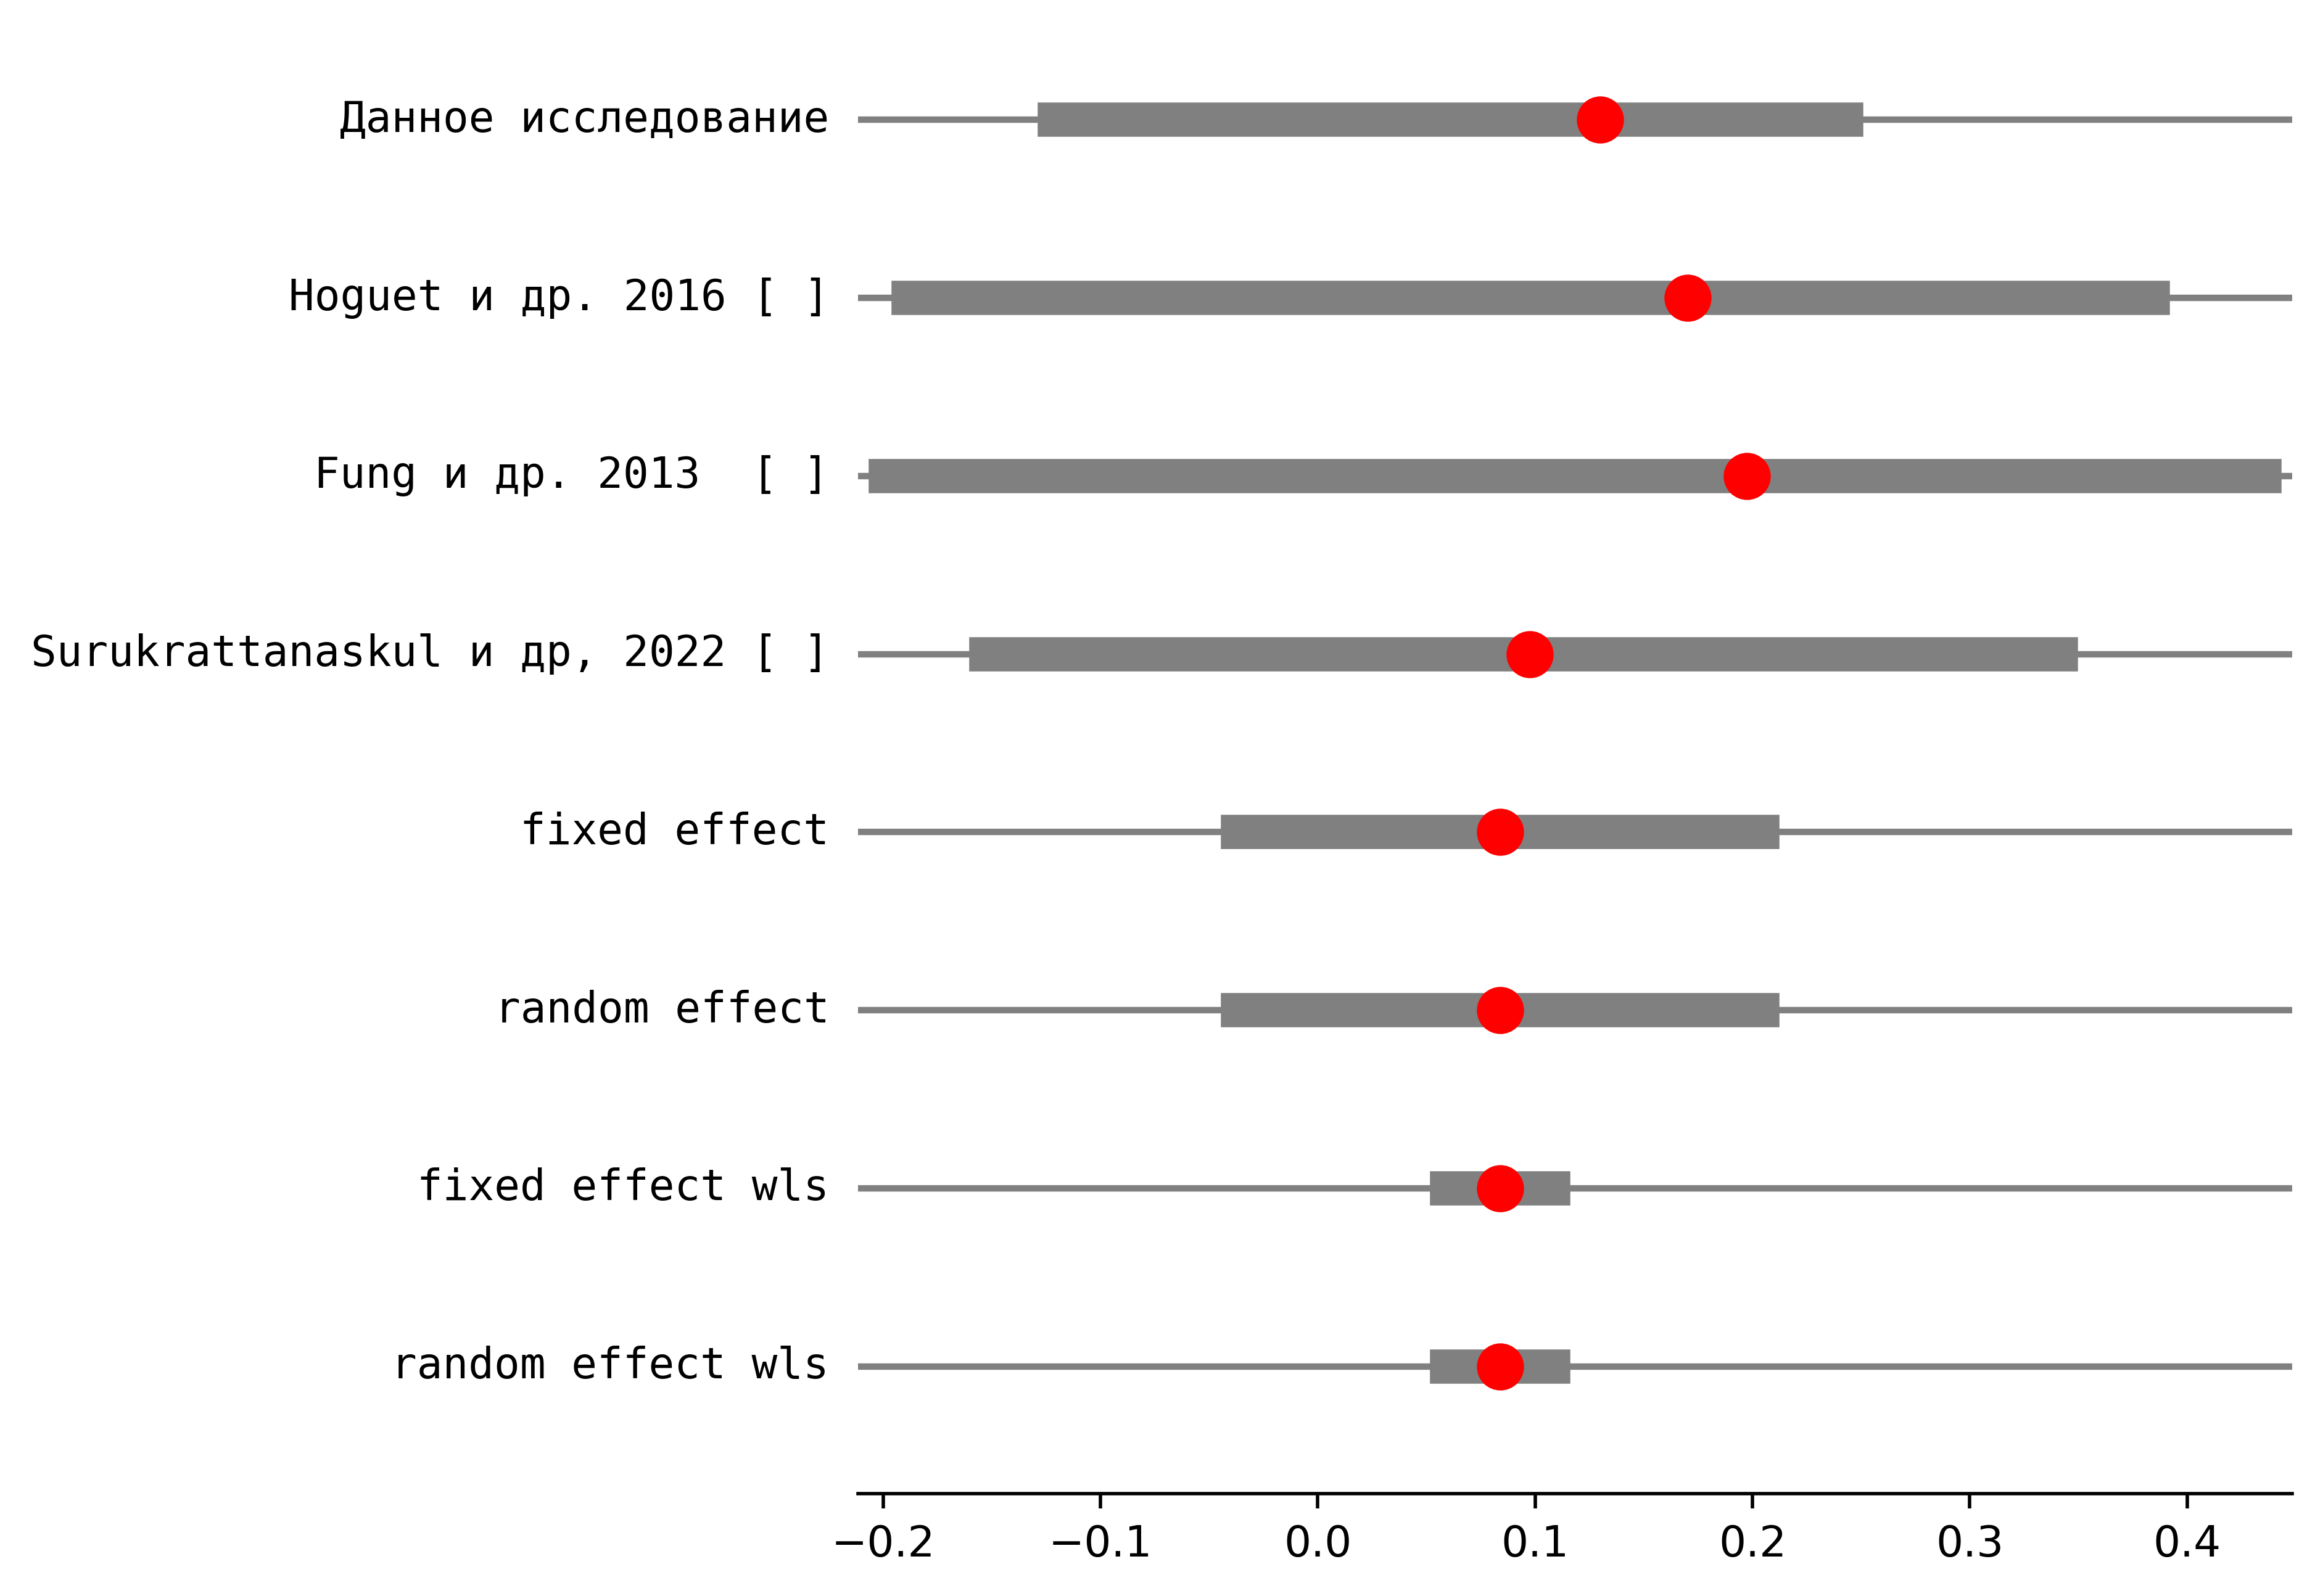 Данное исследование
Hoguet и др. 2016 [ ]
Fung и др. 2013  [ ]
Surukrattanaskul и др, 2022 [ ]
fixed effect
random effect
fixed effect wls
random effect wls
−0.2 −0.1 0.0 0.1 0.2 0.3 0.4